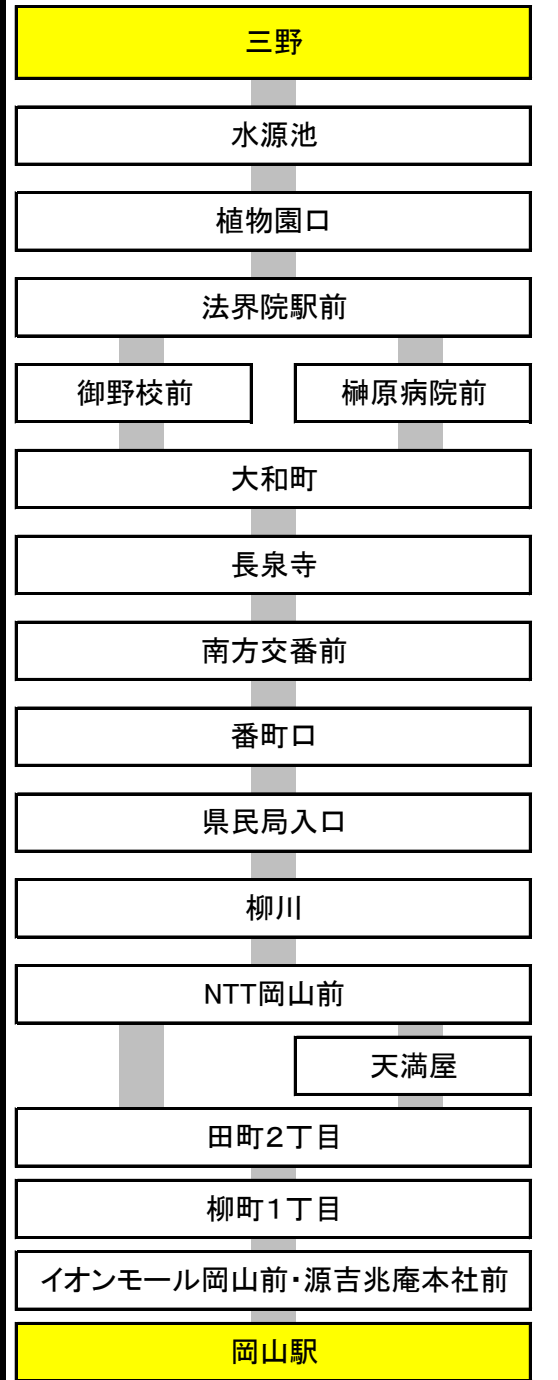 三野
水源池
植物園口
法界院駅前
御野校前
榊原病院前
大和町
長泉寺
南方交番前
番町口
県民局入口
柳川
NTT岡山前
天満屋
田町２丁目
柳町１丁目
イオンモール岡山前・源吉兆庵本社前
岡山駅